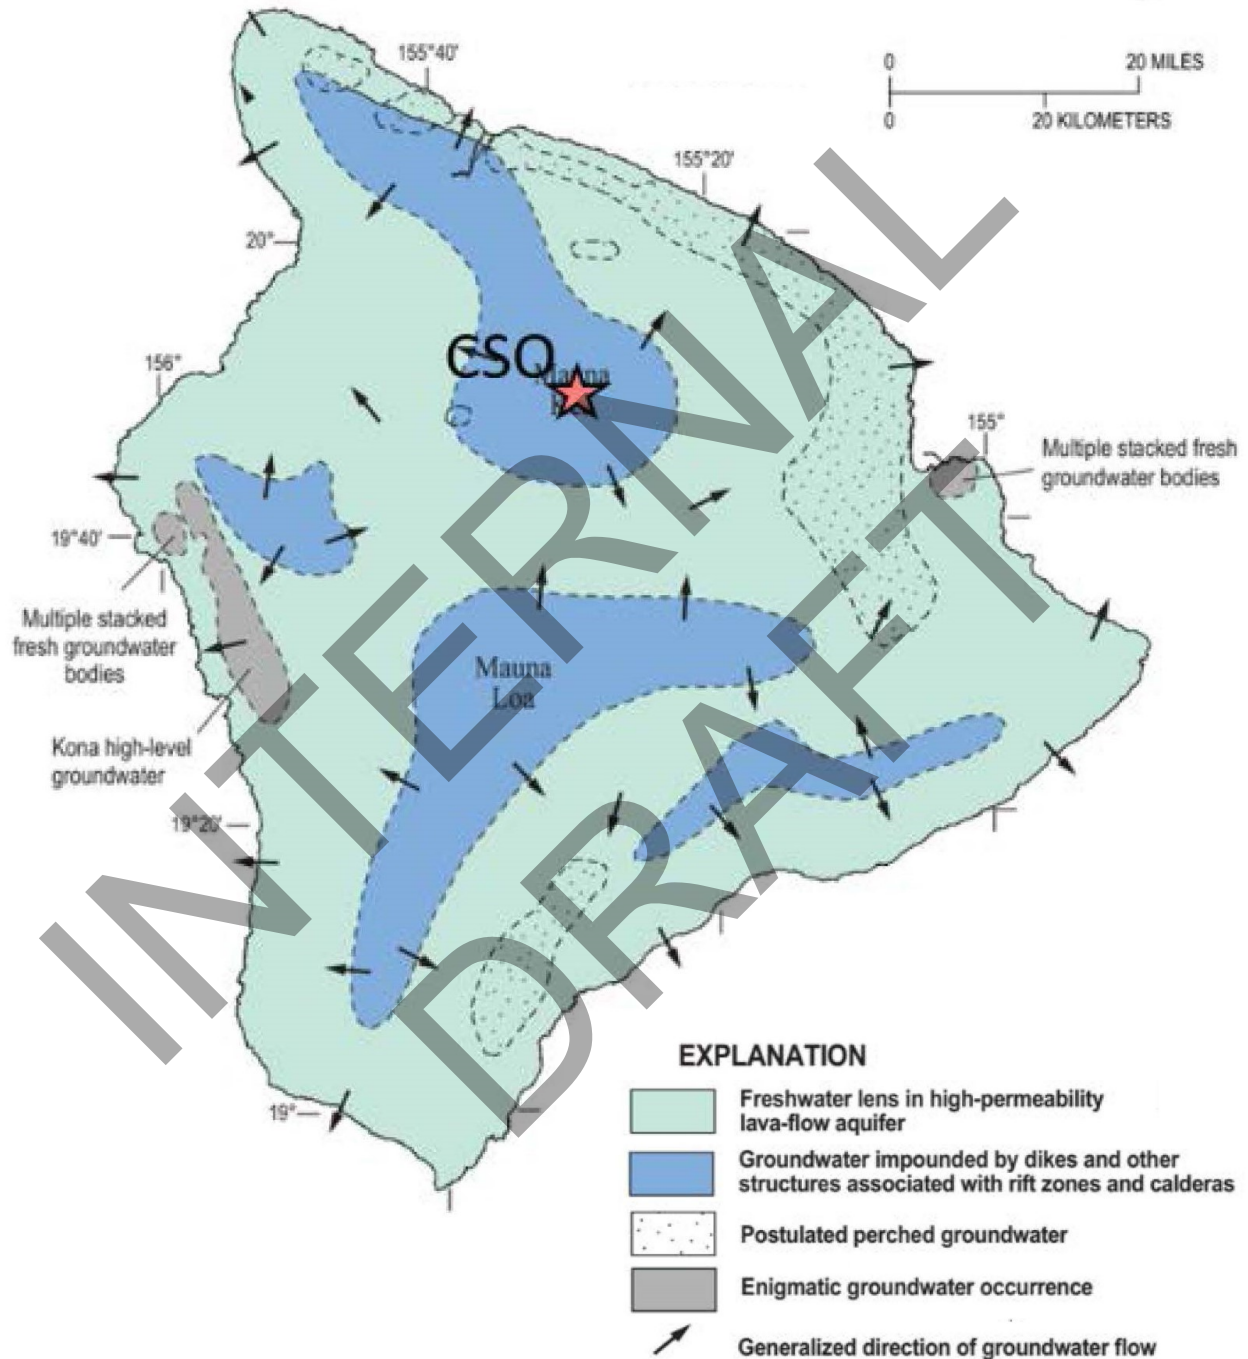 155°40'
0 20 MILES
0 20 KILOMETERS
155°20'
20°
CSO
Mauna
156°
155°
Multiple stacked fresh
groundwater bodies
19°40'
Multiple stacked
fresh groundwater
bodies
Mauna
Loa
Kona high-level
groundwater
19°20'
19°
INTERNAL
DRAFT
EXPLANATION
Freshwater lens in high-permeability
lava-flow aquifer
Groundwater impounded by dikes and other
structures associated with rift zones and calderas
Postulated perched groundwater
Enigmatic groundwater occurrence
Generalized direction of groundwater flow